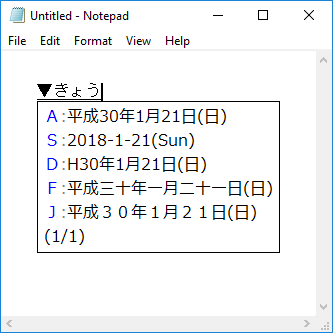 Untitled - Notepad
File Edit Format View Help
▼きょう
A:平成30年1月21日(日)
S:2018-1-21(Sun)
D:H30年1月21日(日)
F:平成三十年一月二十一日(日)
J:平成３０年１月２１日(日)
(1/1)